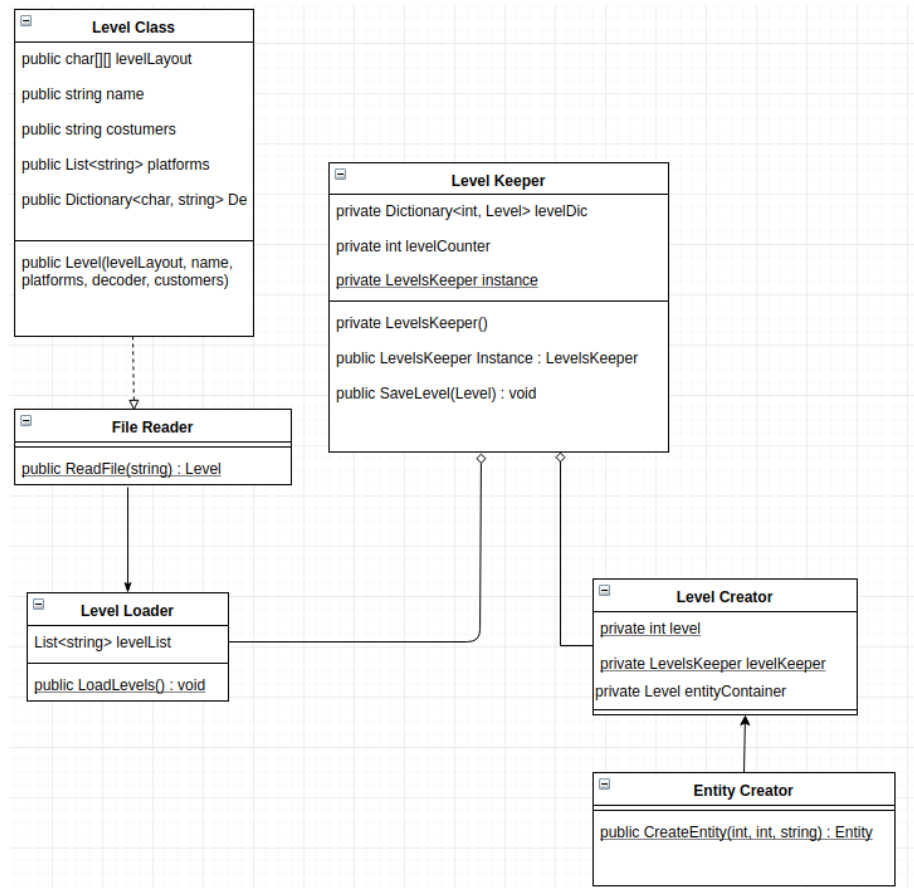 Level Class
public char[][] levelLayout
public string name
public string costumers
public List<string> platforms
public Dictionary<char, string> De
public Level(levelLayout, name,
platforms, decoder, customers)
Level Keeper
private Dictionary<int, Level> levelDic
private int levelCounter
private LevelsKeeper instance
private LevelsKeeper()
public LevelsKeeper Instance : LevelsKeeper
public SaveLevel(Level) : void
File Reader
public ReadFile(string) : Level
Level Loader
List<string> levelList
public LoadLevels() : void
Level Creator
private int level
private LevelsKeeper levelKeeper
private Level entityContainer
Entity Creator
public CreateEntity(int, int, string) : Entity